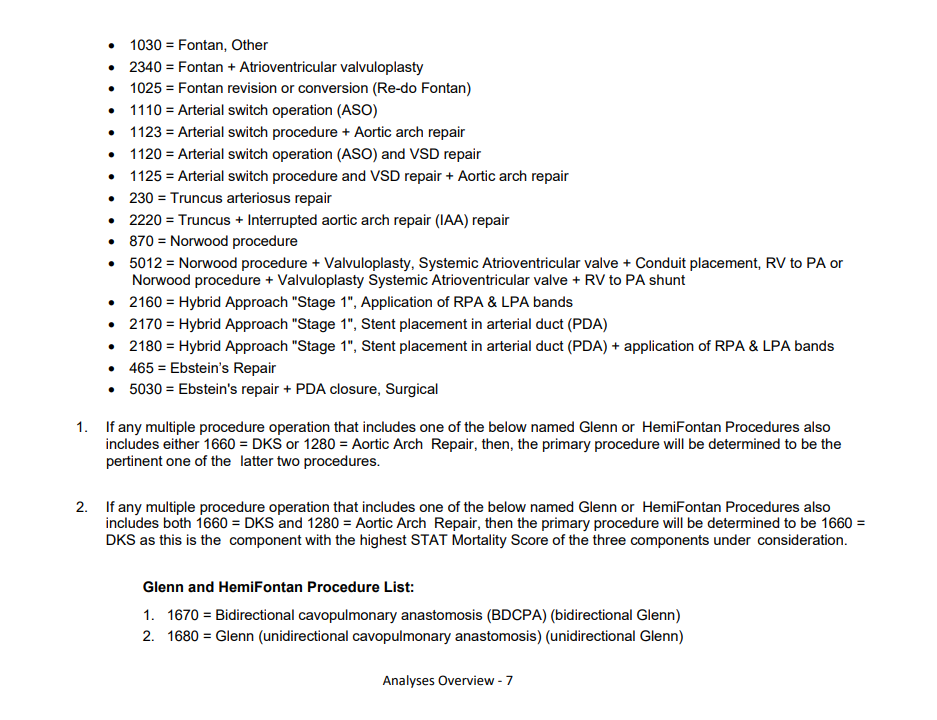 • 1030 = Fontan, Other
• 2340 = Fontan + Atrioventricular valvuloplasty
• 1025 = Fontan revision or conversion (Re-do Fontan)
• 1110 = Arterial switch operation (ASO)
• 1123 = Arterial switch procedure + Aortic arch repair
• 1120 = Arterial switch operation (ASO) and VSD repair
• 1125 = Arterial switch procedure and VSD repair + Aortic arch repair
• 230 = Truncus arteriosus repair
• 2220 = Truncus + Interrupted aortic arch repair (IAA) repair
• 870 = Norwood procedure
• 5012 = Norwood procedure + Valvuloplasty, Systemic Atrioventricular valve + Conduit placement, RV to PA or
Norwood procedure + Valvuloplasty Systemic Atrioventricular valve + RV to PA shunt
• 2160 = Hybrid Approach "Stage 1", Application of RPA & LPA bands
• 2170 = Hybrid Approach "Stage 1", Stent placement in arterial duct (PDA)
• 2180 = Hybrid Approach "Stage 1", Stent placement in arterial duct (PDA) + application of RPA & LPA bands
• 465 = Ebstein’s Repair
• 5030 = Ebstein's repair + PDA closure, Surgical
1. If any multiple procedure operation that includes one of the below named Glenn or HemiFontan Procedures also
includes either 1660 = DKS or 1280 = Aortic Arch Repair, then, the primary procedure will be determined to be the
pertinent one of the latter two procedures.
2. If any multiple procedure operation that includes one of the below named Glenn or HemiFontan Procedures also
includes both 1660 = DKS and 1280 = Aortic Arch Repair, then the primary procedure will be determined to be 1660 =
DKS as this is the component with the highest STAT Mortality Score of the three components under consideration.
Glenn and HemiFontan Procedure List:
1. 1670 = Bidirectional cavopulmonary anastomosis (BDCPA) (bidirectional Glenn)
2. 1680 = Glenn (unidirectional cavopulmonary anastomosis) (unidirectional Glenn)
Analyses Overview - 7